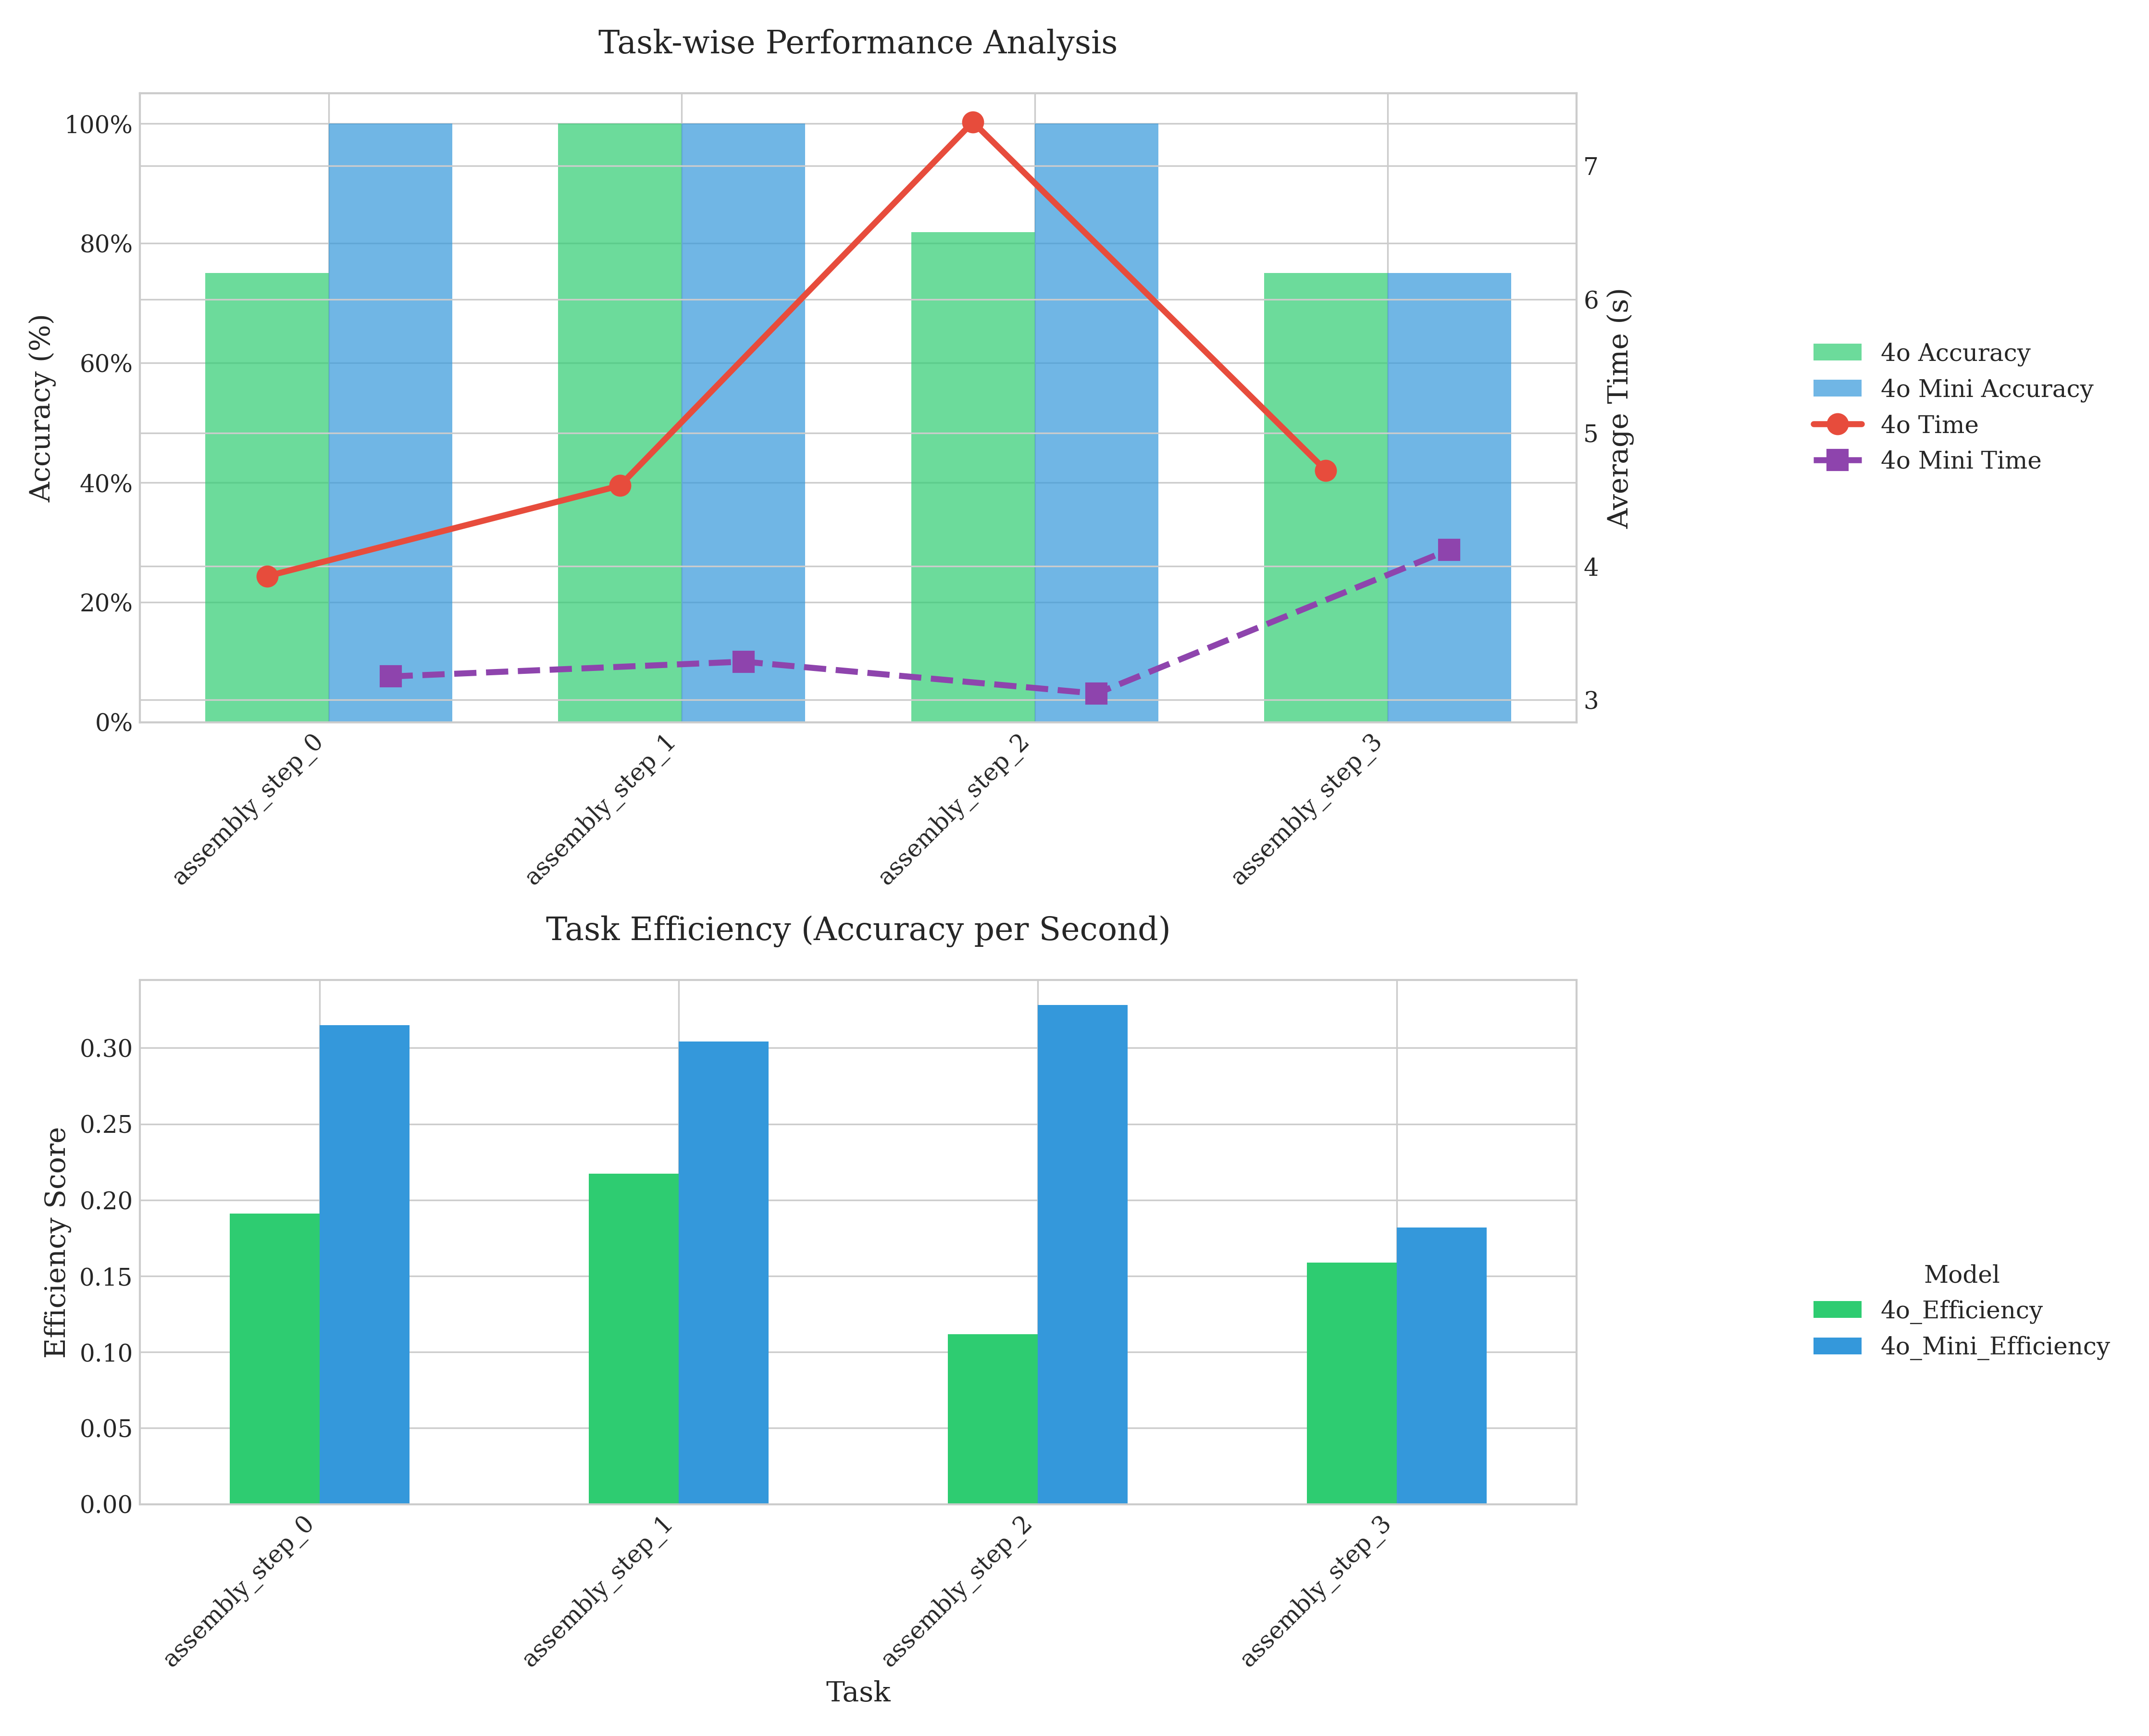 Task-wise Performance Analysis
Accuracy (%)
100%
80%
60%
40%
20%
0%
7
6
5
4
3
Average Time (s)
assembly_step_0
assembly_step_1
assembly_step_2
assembly_step_3
4o Accuracy
4o Mini Accuracy
4o Time
4o Mini Time
Task Efficiency (Accuracy per Second)
Efficiency Score
0.30
0.25
0.20
0.15
0.10
0.05
0.00
assembly_step_0
assembly_step_1
assembly_step_2
assembly_step_3
Task
Model
4o_Efficiency
4o_Mini_Efficiency